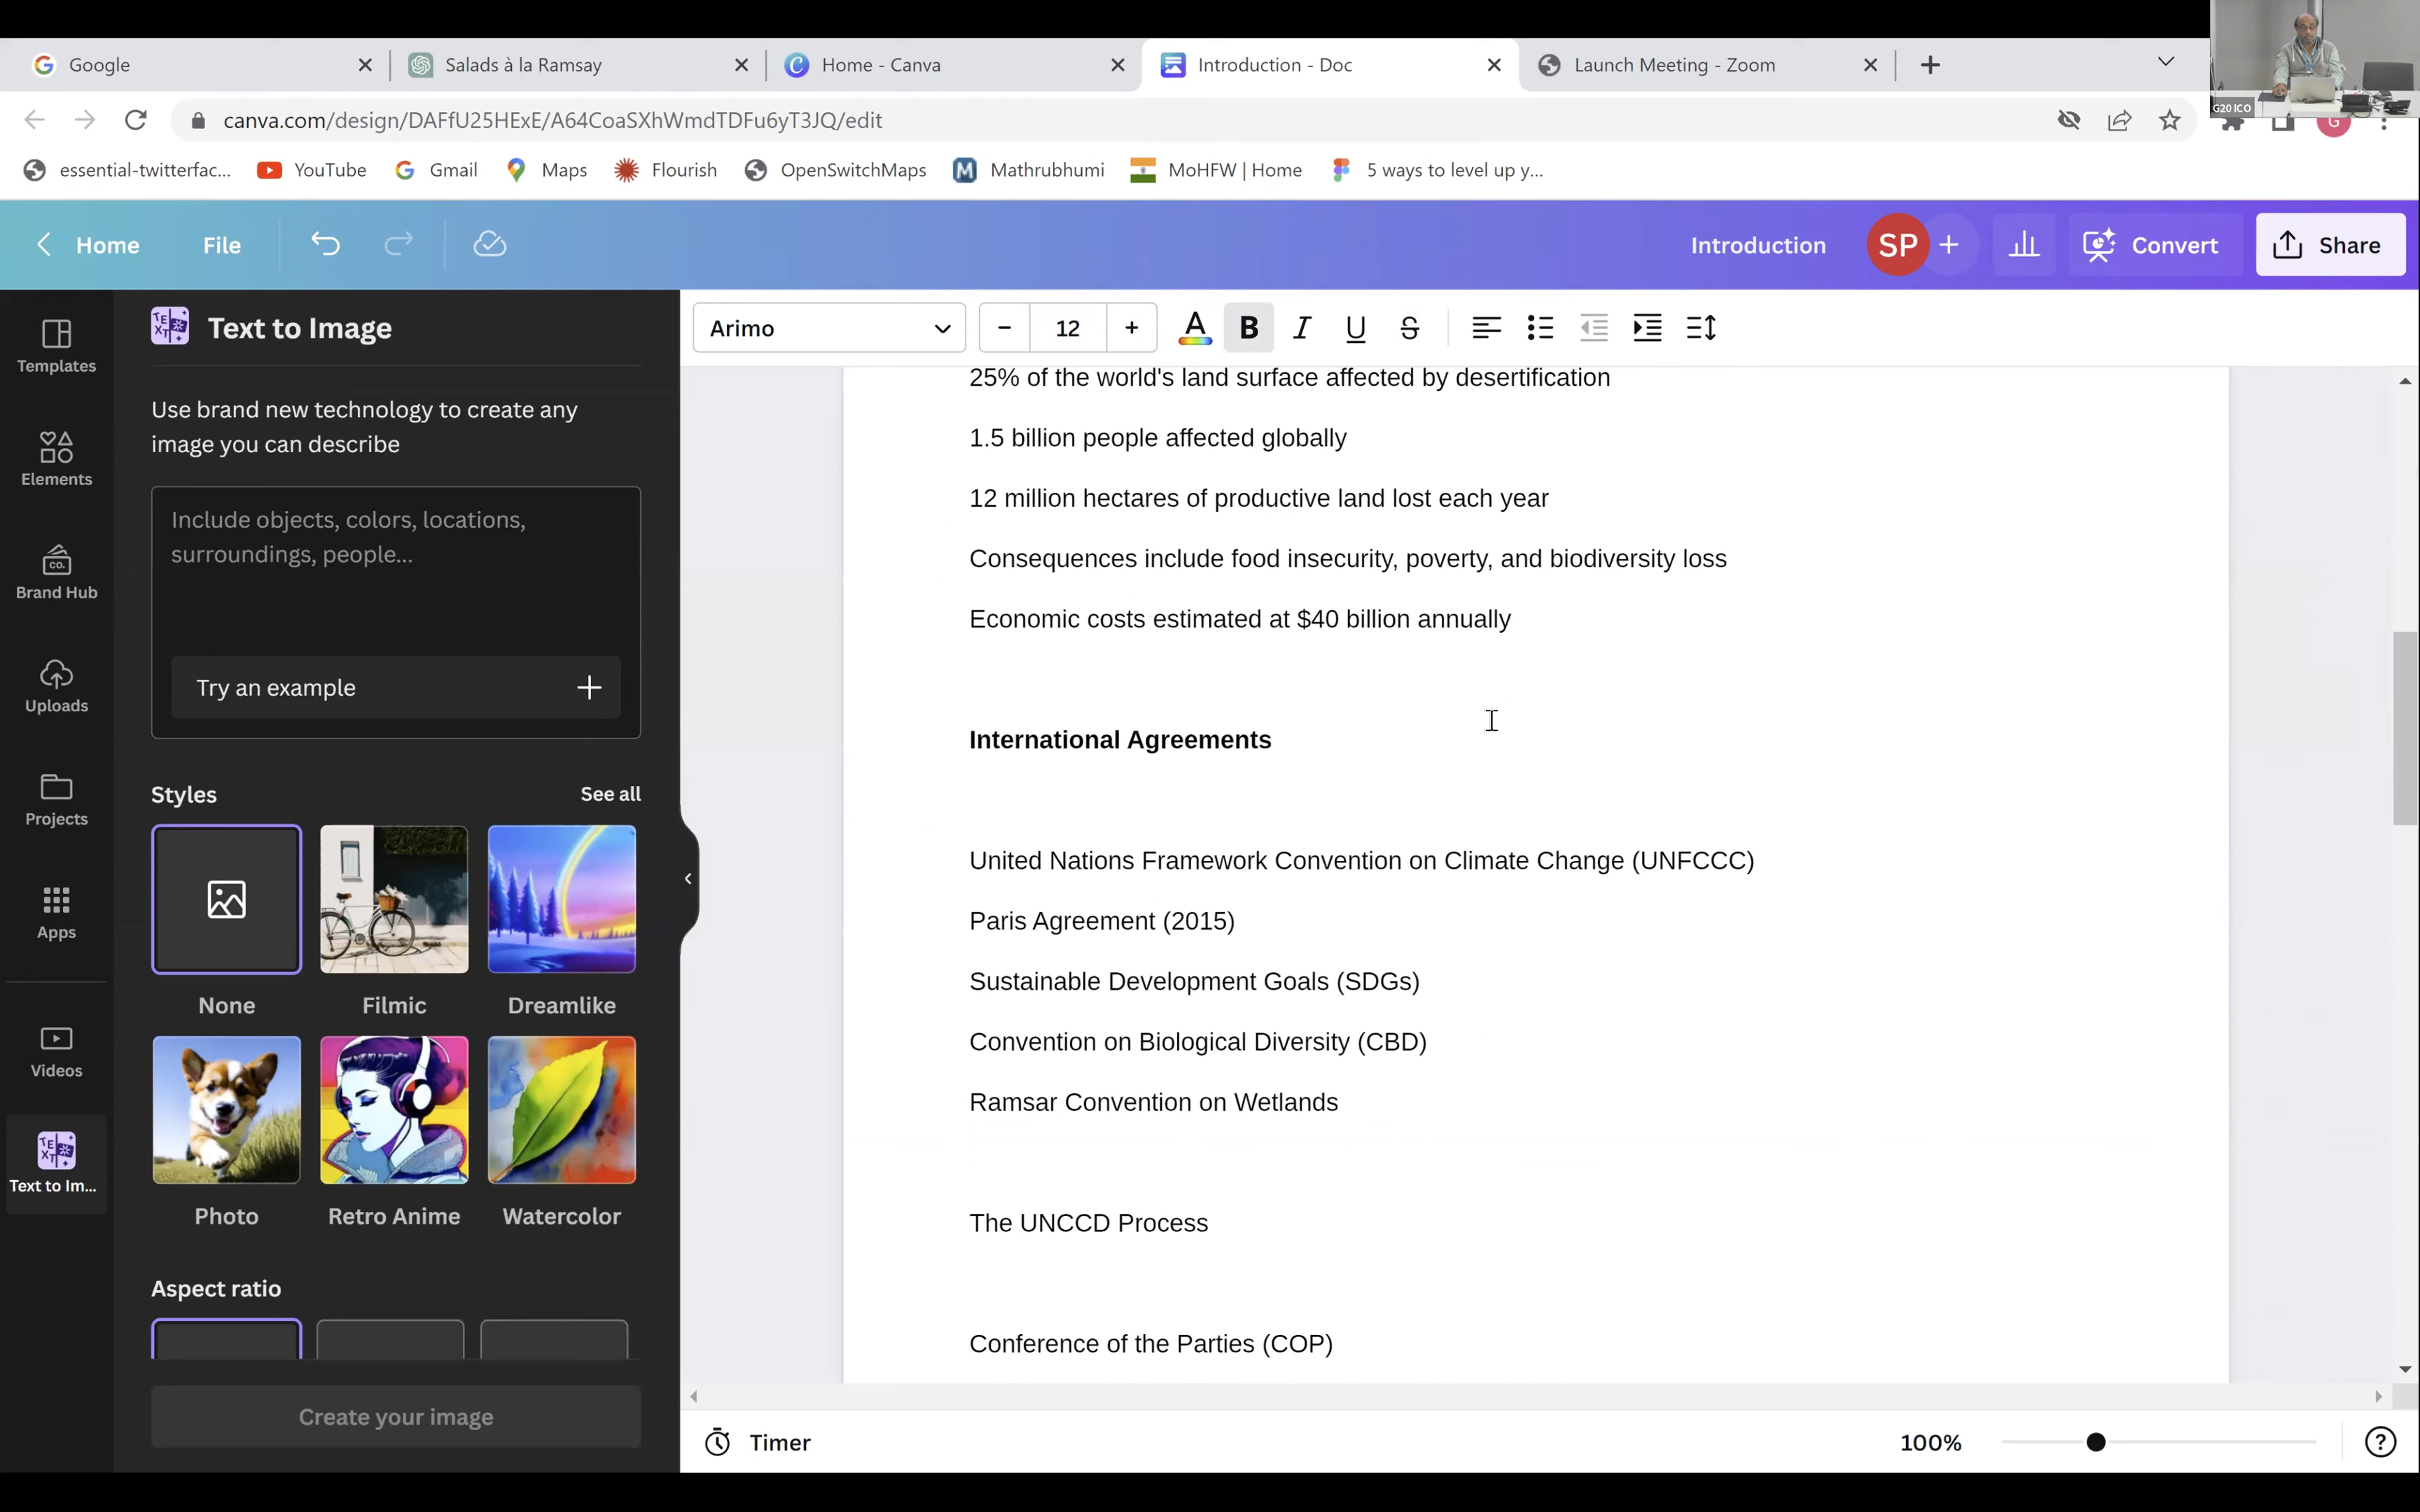 Google
Salads à la Ramsay
Home - Canva
Introduction - Doc
Launch Meeting - Zoom
G20 ICO
canva.com/design/DAFfU25HExE/A64CoaSXhWmdTDFu6yT3JQ/edit
G
essential-twitterfac...
YouTube
Gmail
Maps
Flourish
OpenSwitchMaps
M
Mathrubhumi
MoHFW | Home
5 ways to level up y...
Home
File
Introduction
SP
Convert
Share
Templates
Elements
CO.
Brand Hub
Uploads
Projects
Apps
Videos
TEXT
Text to Im...
TEXT
Text to Image
Use brand new technology to create any
image you can describe
Include objects, colors, locations,
surroundings, people...
Try an example
Styles
See all
None
Filmic
Dreamlike
Photo
Retro Anime
Watercolor
Aspect ratio
Create your image
Arimo
12
A
B
I
U
S
25% of the world's land surface affected by desertification
1.5 billion people affected globally
12 million hectares of productive land lost each year
Consequences include food insecurity, poverty, and biodiversity loss
Economic costs estimated at $40 billion annually
International Agreements
United Nations Framework Convention on Climate Change (UNFCCC)
Paris Agreement (2015)
Sustainable Development Goals (SDGs)
Convention on Biological Diversity (CBD)
Ramsar Convention on Wetlands
The UNCCD Process
Conference of the Parties (COP)
Timer
100%